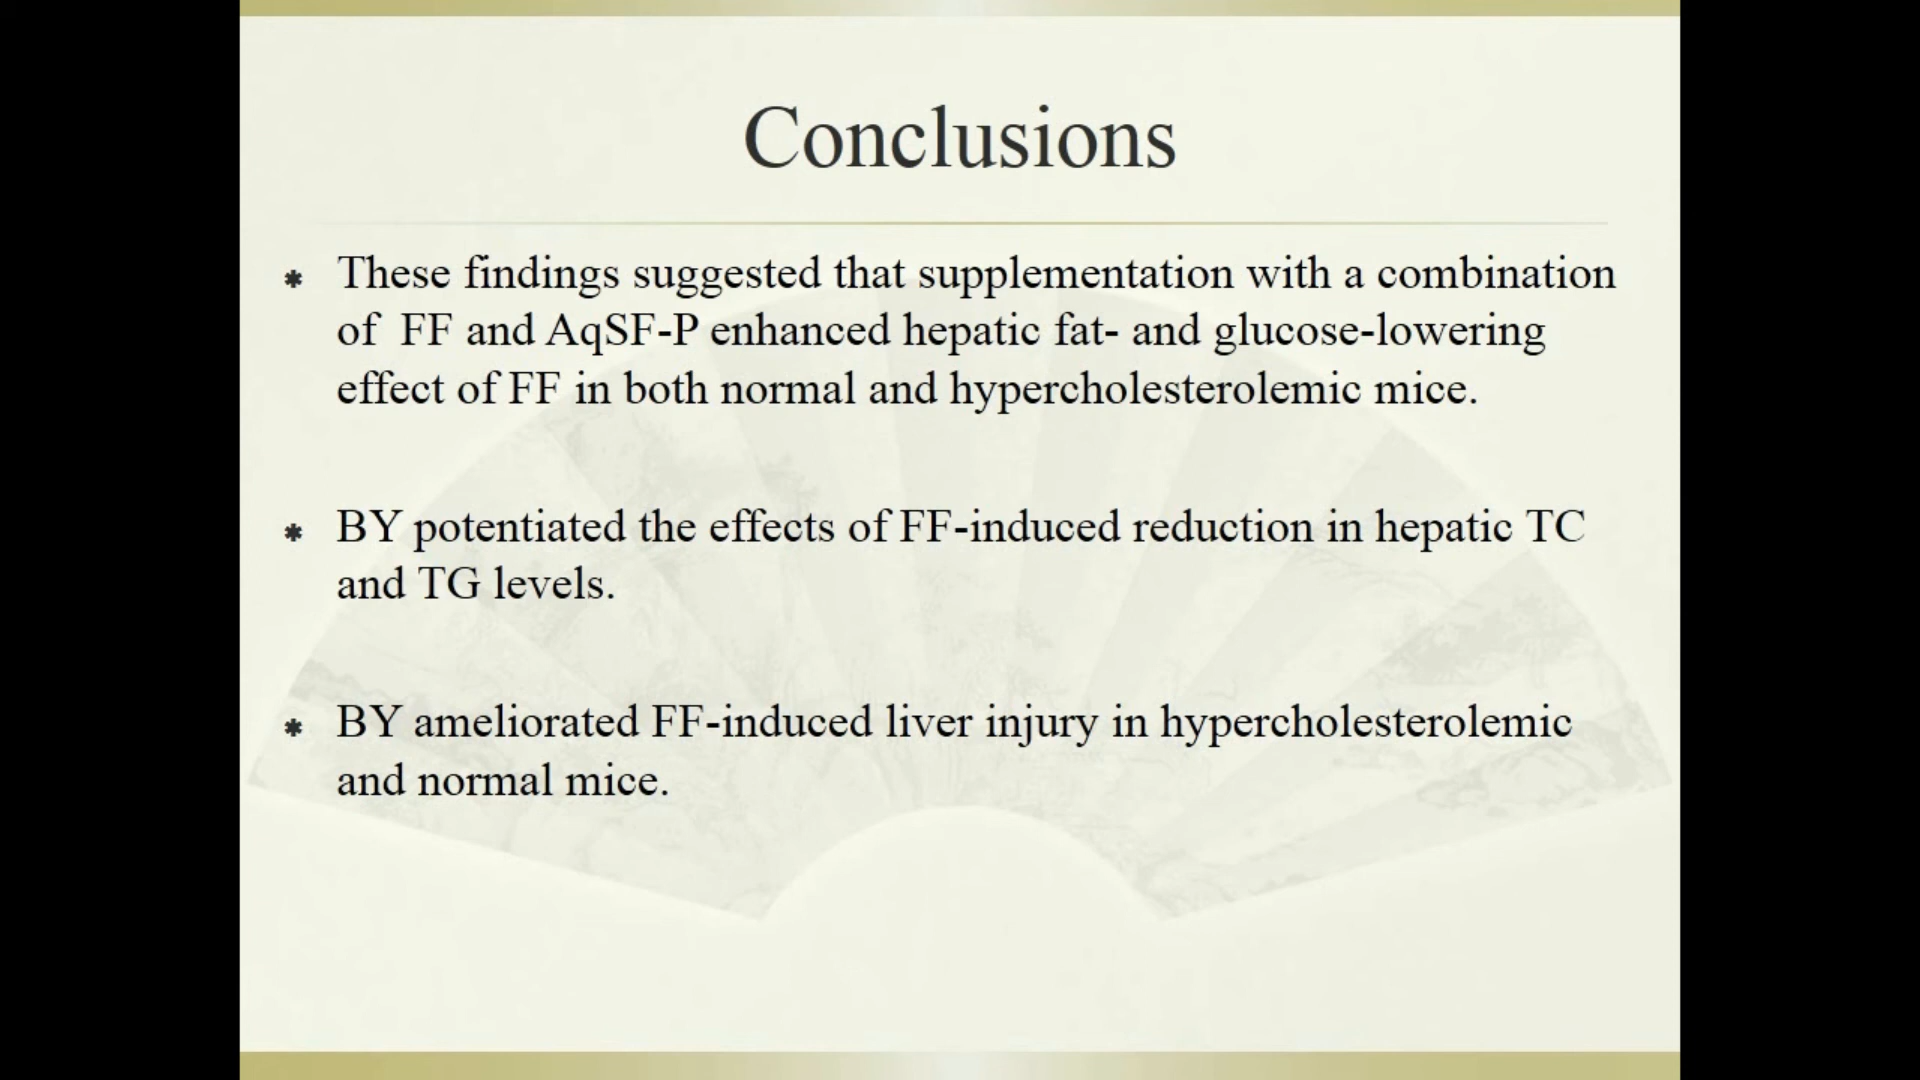 Conclusions
These findings suggested that supplementation with a combination
of FF and AqSF-P enhanced hepatic fat- and glucose-lowering
effect of FF in both normal and hypercholesterolemic mice.
BY potentiated the effects of FF-induced reduction in hepatic TC
and TG levels.
BY ameliorated FF-induced liver injury in hypercholesterolemic
and normal mice.